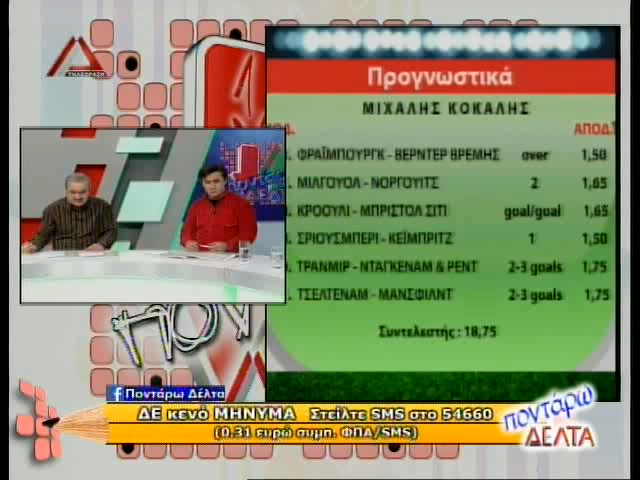 ΤΗΛΕΟΡΑΣΗ
Προγνωστικά
ΜΙΧΑΛΗΣ ΚΟΚΑΛΗΣ
ΑΠΟΔ.
ΦΡΑΪΜΠΟΥΡΓΚ - ΒΕΡΝΤΕΡ ΒΡΕΜΗΣ over 1,50
ΜΙΛΓΟΥΟΛ - ΝΟΡΓΟΥΙΤΣ 2 1,65
ΚΡΟΟΥΛΙ - ΜΠΡΙΣΤΟΛ ΣΙΤΙ goal/goal 1,65
ΣΡΙΟΥΣΜΠΕΡΙ - ΚΕΪΜΠΡΙΤΖ 1 1,50
ΤΡΑΝΜΙΡ - ΝΤΑΓΚΕΝΑΜ & ΡΕΝΤ 2-3 goals 1,75
ΤΣΕΛΤΕΝΑΜ - ΜΑΝΣΦΙΛΝΤ 2-3 goals 1,75
Συντελεστής : 18,75
Ποντάρω Δέλτα
ΔΕ κενό ΜΗΝΥΜΑ Στείλτε SMS στο 54660
(0.31 ευρώ συμπ. ΦΠΑ/SMS)
ποντάρω
ΔΕΛΤΑ